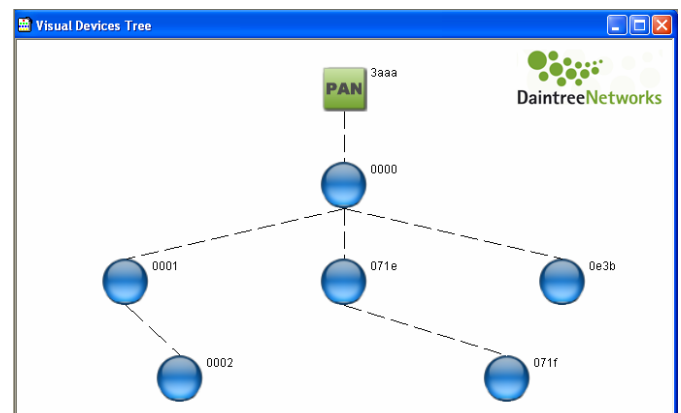 Visual Devices Tree
3aaa
PAN
DaintreeNetworks
0000
0001
071e
0e3b
0002
071f